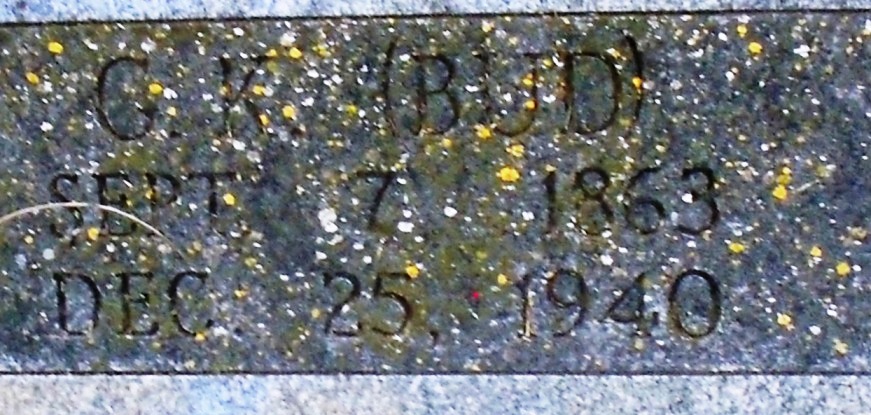 G. K. (BUD)
SEPT. 7, 1863
DEC. 25, 1940